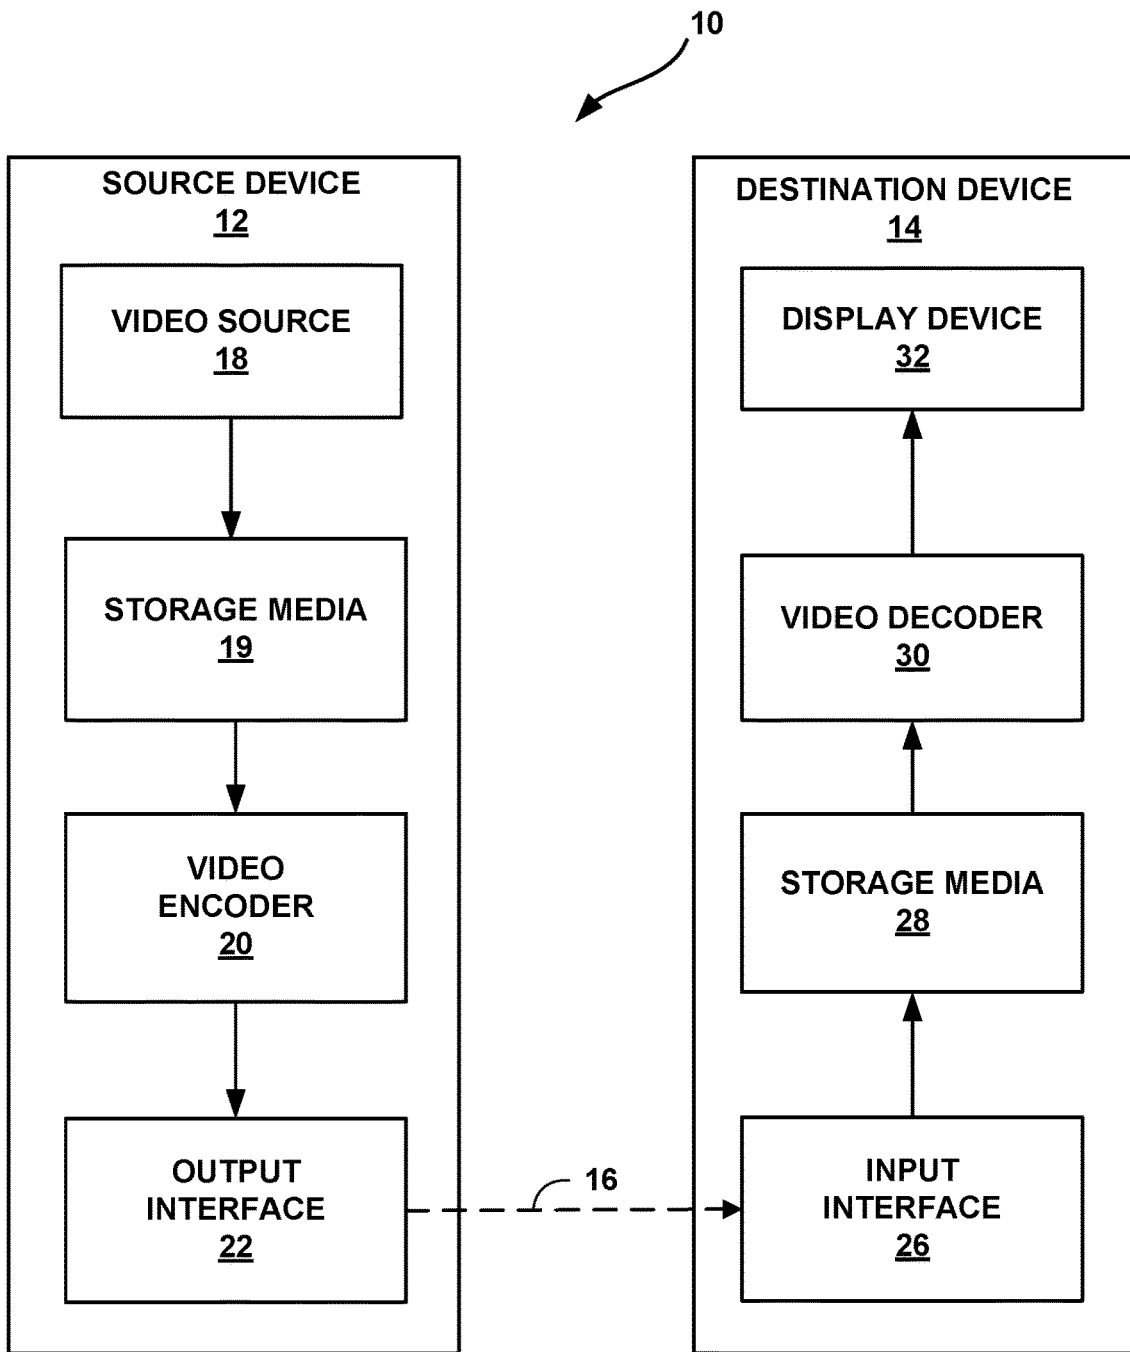 10
SOURCE DEVICE
12
VIDEO SOURCE
18
STORAGE MEDIA
19
VIDEO
ENCODER
20
OUTPUT
INTERFACE
22
16
DESTINATION DEVICE
14
DISPLAY DEVICE
32
VIDEO DECODER
30
STORAGE MEDIA
28
INPUT
INTERFACE
26